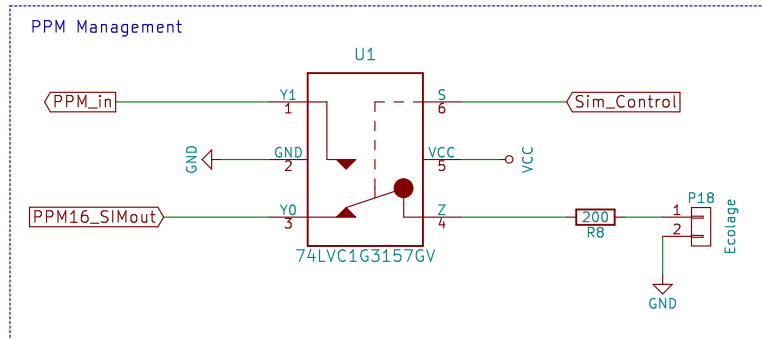 PPM Management
U1
PPM_in
Y1
1
S
6
Sim_Control
GND
GND
2
VCC
5
VCC
PPM16_SIMout
Y0
3
Z
4
200
R8
P18
1
2
Ecolage
74LVC1G3157GV
GND